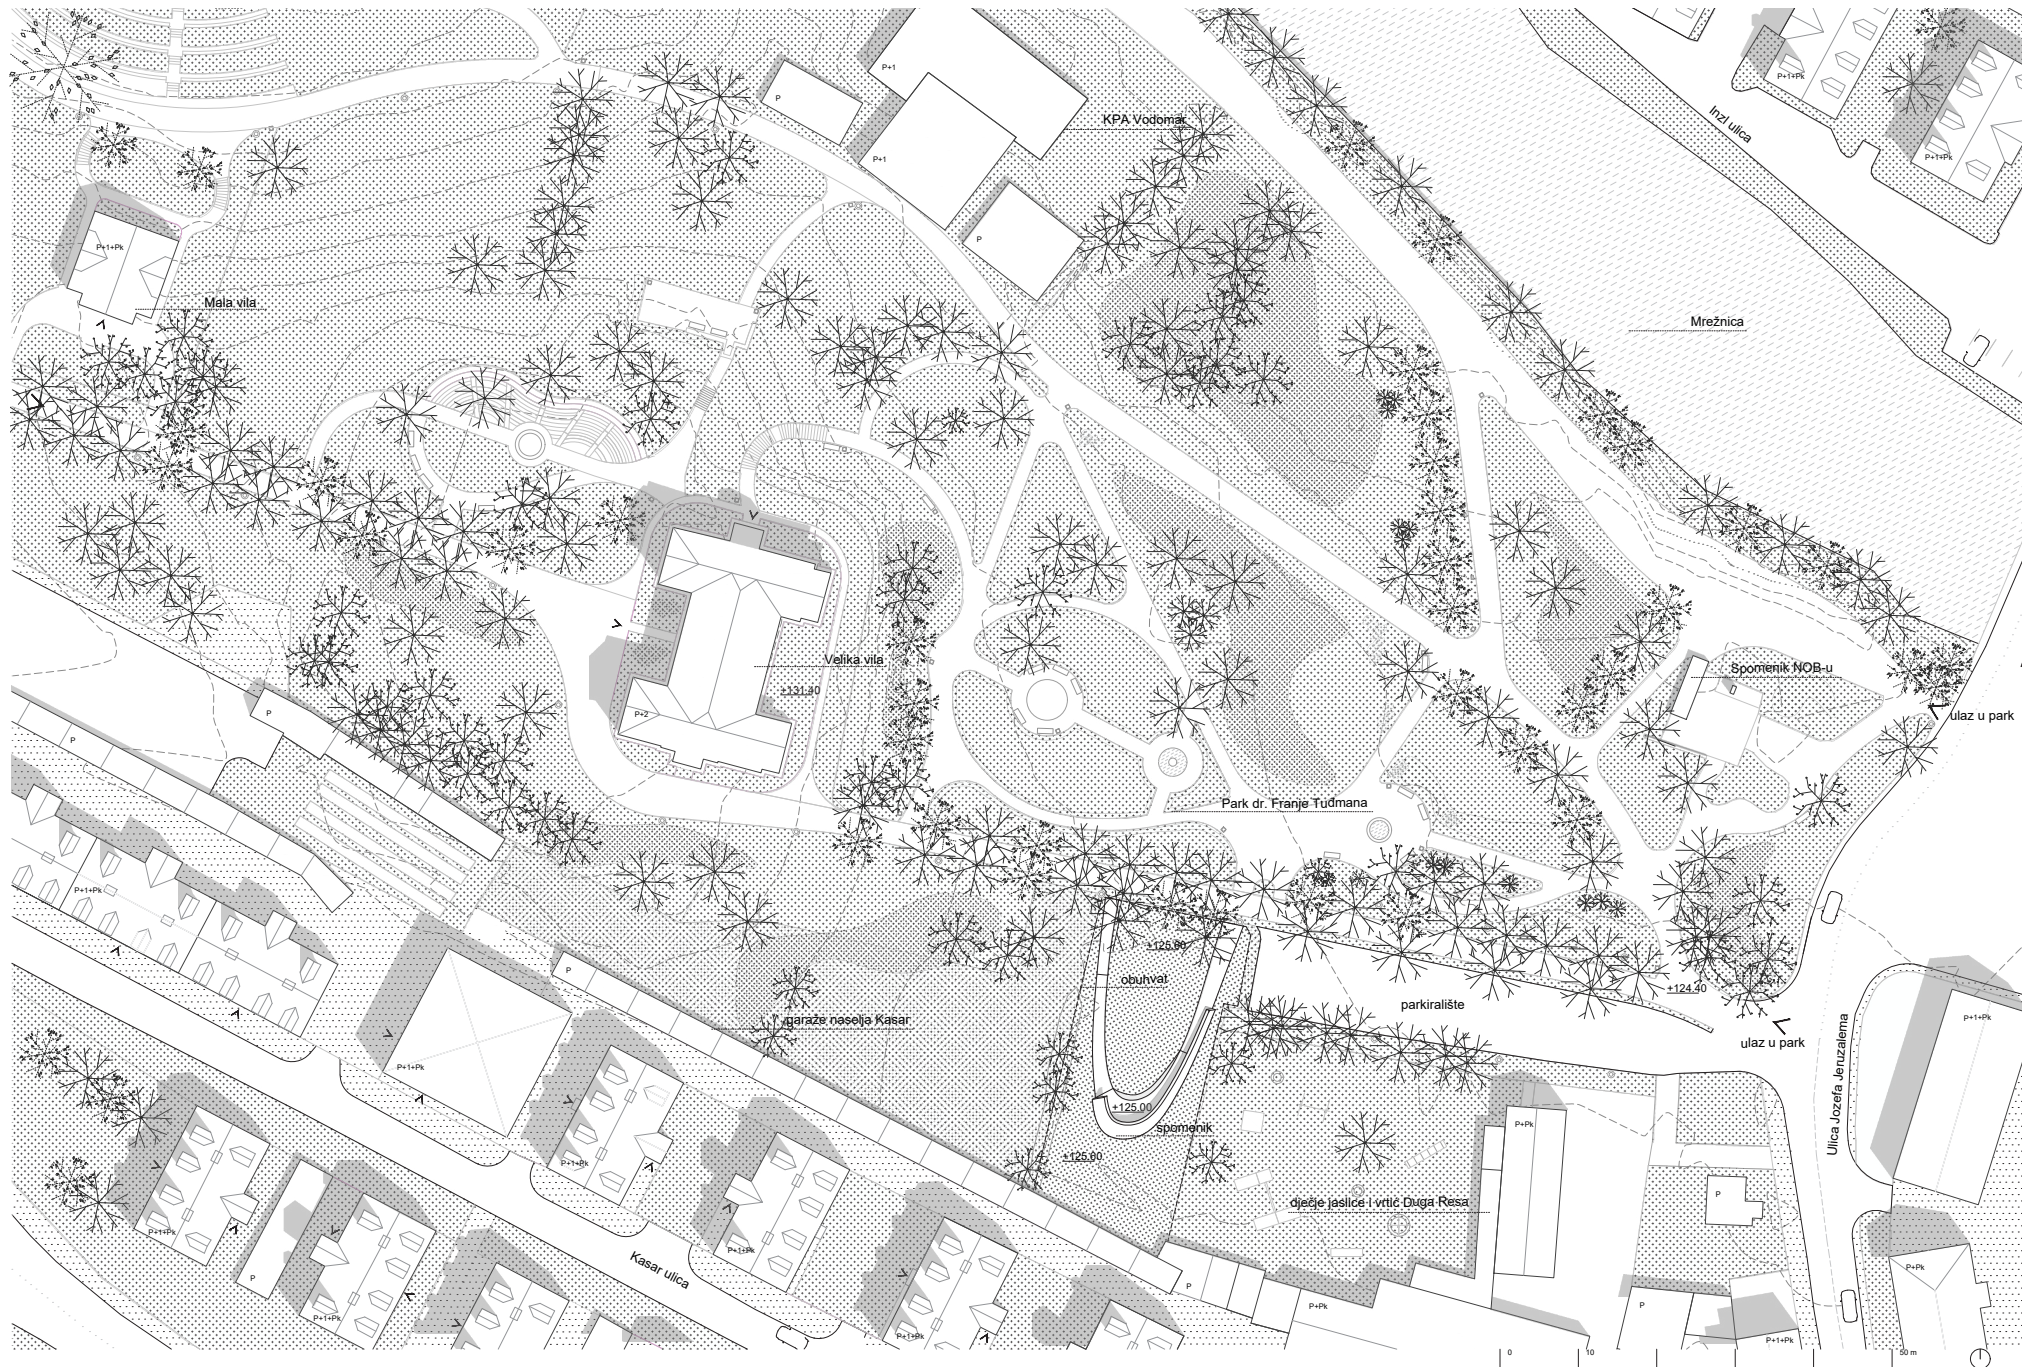 P+1+Pk
Inzl ulica
P+1+Pk
P+1
P
KPA Vodomar
P+1
P
P+1+Pk
Mala vila
Mrežnica
Velika vila
+131.40
P+2
Spomenik NOB-u
ulaz u park
P
P
Park dr. Franje Tuđmana
P+1+Pk
+125.60
obuhvat
P
+124.40
parkiralište
garaže naselja Kasar
ulaz u park
P+1+Pk
Ulica Jozefa Jeruzalema
P+1+Pk
+125.00
spomenik
P+Pk
+125.60
P+1+Pk
dječje jaslice i vrtić Duga Resa
P
P+1+Pk
P+1+Pk
Kasar ulica
P
P
P+Pk
P+Pk
P
P+1+Pk
P+1+Pk
P+1+Pk
0 10 50 m